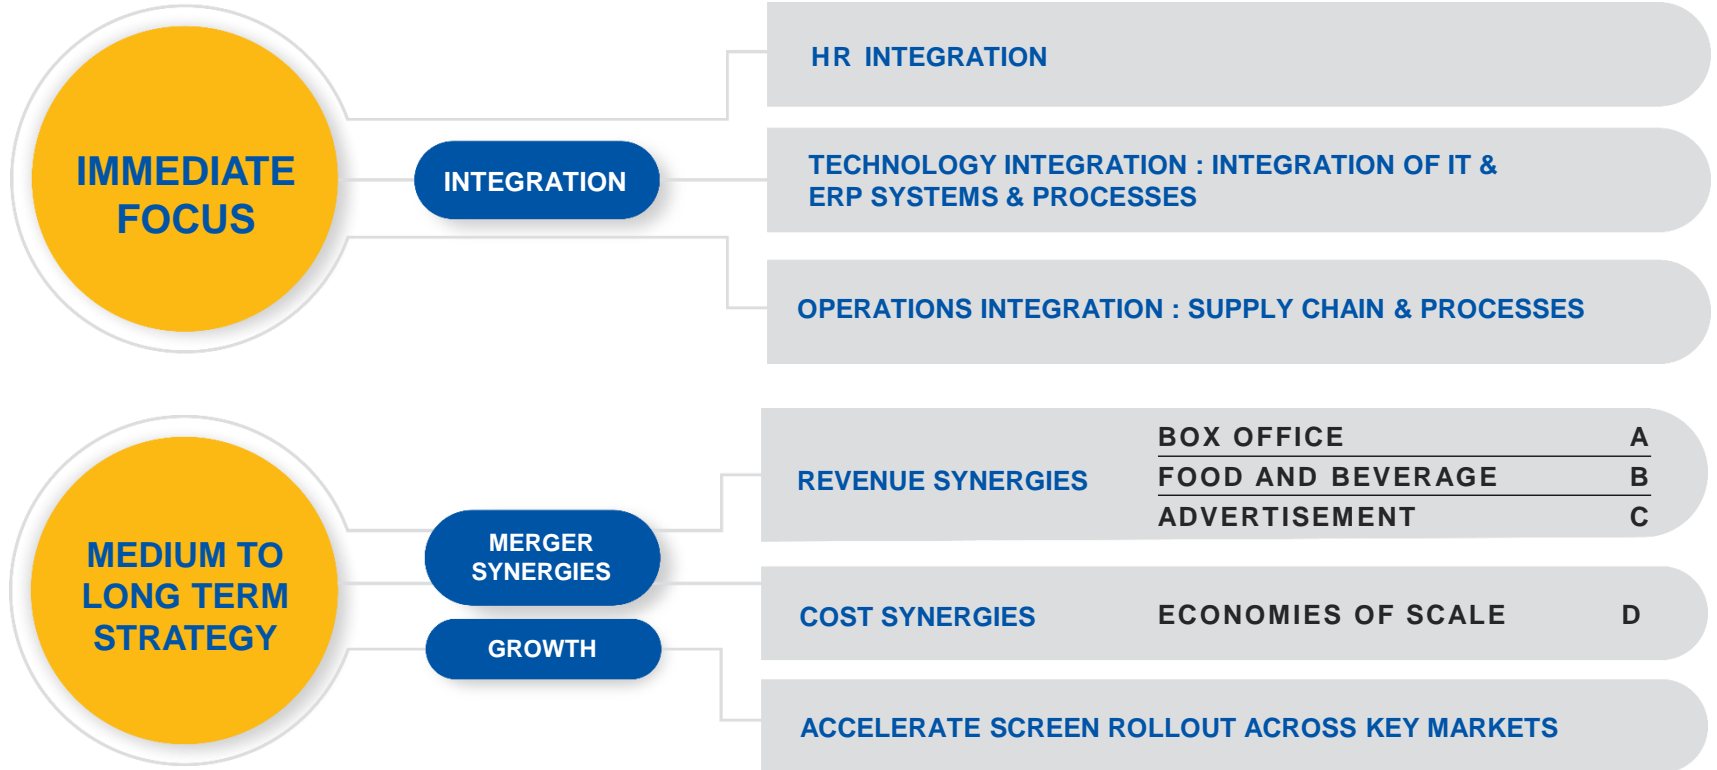 IMMEDIATE
FOCUS
INTEGRATION
HR INTEGRATION
TECHNOLOGY INTEGRATION : INTEGRATION OF IT &
ERP SYSTEMS & PROCESSES
OPERATIONS INTEGRATION : SUPPLY CHAIN & PROCESSES
MEDIUM TO
LONG TERM
STRATEGY
MERGER
SYNERGIES
GROWTH
REVENUE SYNERGIES
BOX OFFICE A
FOOD AND BEVERAGE B
ADVERTISEMENT C
COST SYNERGIES ECONOMIES OF SCALE D
ACCELERATE SCREEN ROLLOUT ACROSS KEY MARKETS